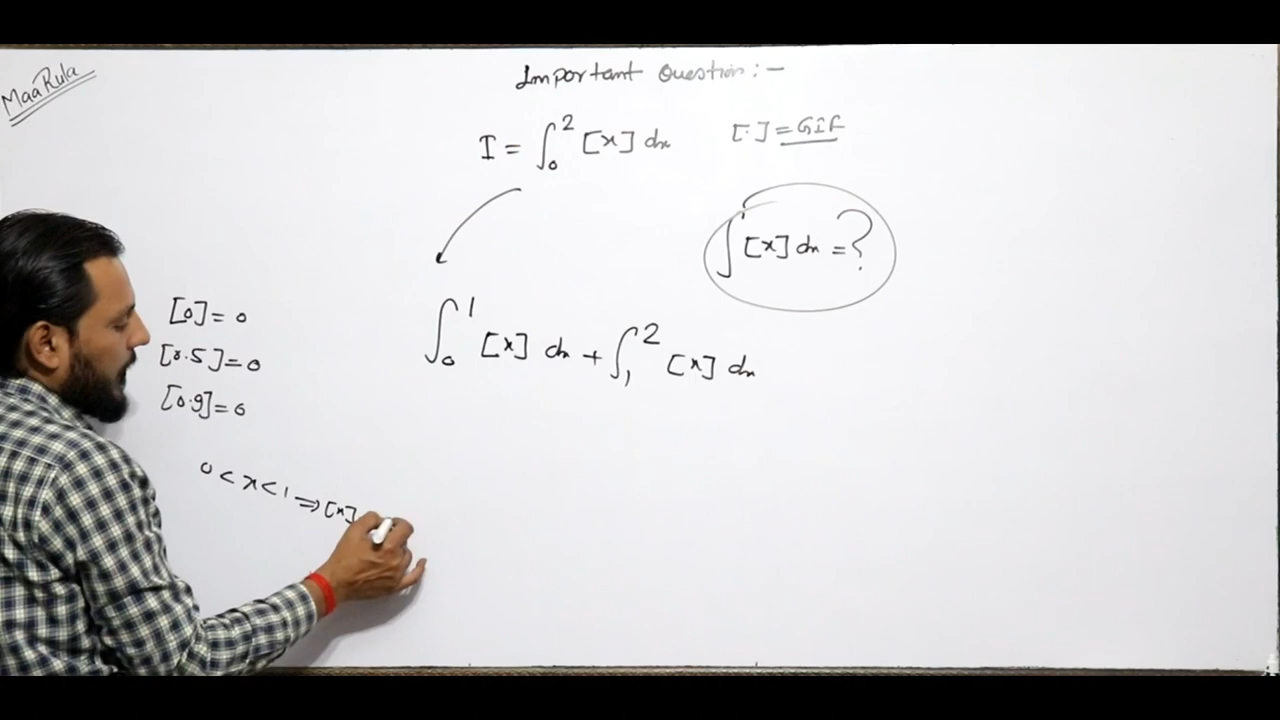 MaaRula
Important Question:-
I = ∫₀² [x] dx [.] = GIF
∫ [x] dx = ?
∫₀¹ [x] dx + ∫₁² [x] dx
[0] = 0
[0.5] = 0
[0.9] = 0
0 < x < 1 ⇒ [x]